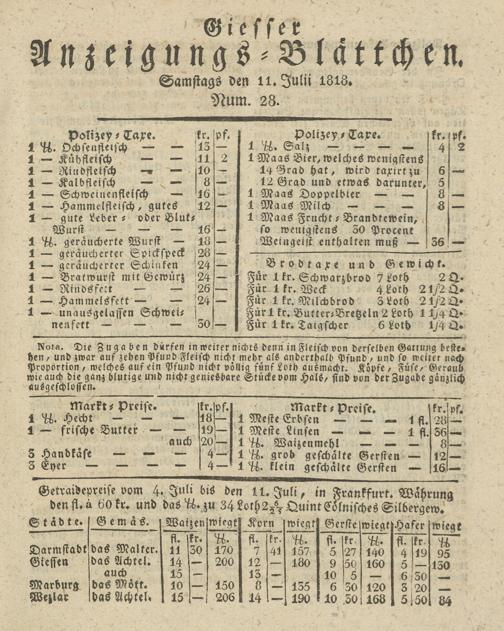 Giesser
Anzeigungs-Blättchen.
Samstags den 11. Julii 1818.
Num. 28.
Polizey-Taxe. kr. pf.
1 ℔. Ochsenfleisch — — 13 —
1 — Kühfleisch — — 11 2
1 — Rindfleisch — — 10 —
1 — Kalbfleisch — — 8 —
1 — Schweinenfleisch — 16 —
1 — Hammelfleisch, gutes 12 —
1 — gute Leber- oder Blut-
Wurst — — 16 —
1 ℔. geräucherte Wurst — 18 —
1 — geräucherter Spickspeck 28 —
1 — geräucherter Schinken 24 —
1 — Bratwurst mit Gewürz 24 —
1 — Rindsfett — — 26 —
1 — Hammelsfett — — 24 —
1 — unausgelassen Schwei-
nenfett — — — 30 —
Polizey-Taxe. kr. pf.
1 ℔. Salz — — — — 4 2
1 Maas Bier, welches wenigstens
14 Grad hat, wird taxirt zu 6 —
12 Grad und etwas darunter, 5
1 Maas Doppelbier — — 8 —
1 Maas Milch — — — 8 —
1 Maas Frucht-Brandtewein,
so wenigstens 30 Procent
Weingeist enthalten muß — 36 —
Brodtaxe und Gewicht.
Für 1 kr. Schwarzbrod 7 Loth 2 Q.
Für 1 kr. Weck 4 Loth 2 1/2 Q.
Für 1 kr. Milchbrod 3 Loth 2 1/2 Q.
Für 1 kr. Butter-Bretzeln 2 Loth 1 1/4 Q.
Für 1 kr. Taigscher 6 Loth 1/4 Q.
Nota. Die Zugaben dürfen in weiter nichts denn in Fleisch von derselben Gattung beste-
hen, und zwar auf zehen Pfund Fleisch nicht mehr als anderthalb Pfund, und so weiter nach
Proportion, welches auf ein Pfund nicht völlig fünf Loth ausmacht. Köpfe, Füse, Geraub
wie auch die ganz blutige und nicht geniesbare Stücke vom Hals, sind von der Zugabe gänzlich
ausgeschlossen.
Markt-Preise. kr. pf.
1 ℔. Hecht — — — 18 —
1 — frische Butter — — 19 —
auch 20 —
3 Handkäse — — — 4 —
3 Eyer — — — — 4 —
Markt-Preise. kr. pf.
1 Meste Erbsen — — — 1 fl. 28 —
1 Meste Linsen — — — 1 fl. 36 —
1 ℔. Waizenmehl — — — 8 —
1 ℔. grob geschälte Gersten — 12 —
1 ℔. klein geschälte Gersten — 16 —
Getraidepreise vom 4. Juli bis den 11. Juli, in Frankfurt. Währung
den fl. à 60 kr. und das ℔. zu 34 Loth Quint Cölnisches Silbergew.
Städte. Gemäs. Waizen wiegt Korn wiegt Gerste wiegt Hafer wiegt
fl. kr. ℔. fl. kr. ℔. fl. kr. ℔. fl. kr. ℔.
Darmstadt das Malter. 11 30 170 7 41 157 5 27 140 4 19 95
Giessen das Achtel. 14 — 200 12 — 180 9 50 160 5 — 130
auch 15 — 13 — 10 5 — 6 30 —
Marburg das Mött. 10 — 150 8 — 135 6 30 120 3 20 —
Wezlar das Achtel. 15 — 206 14 — 190 10 30 168 5 50 84